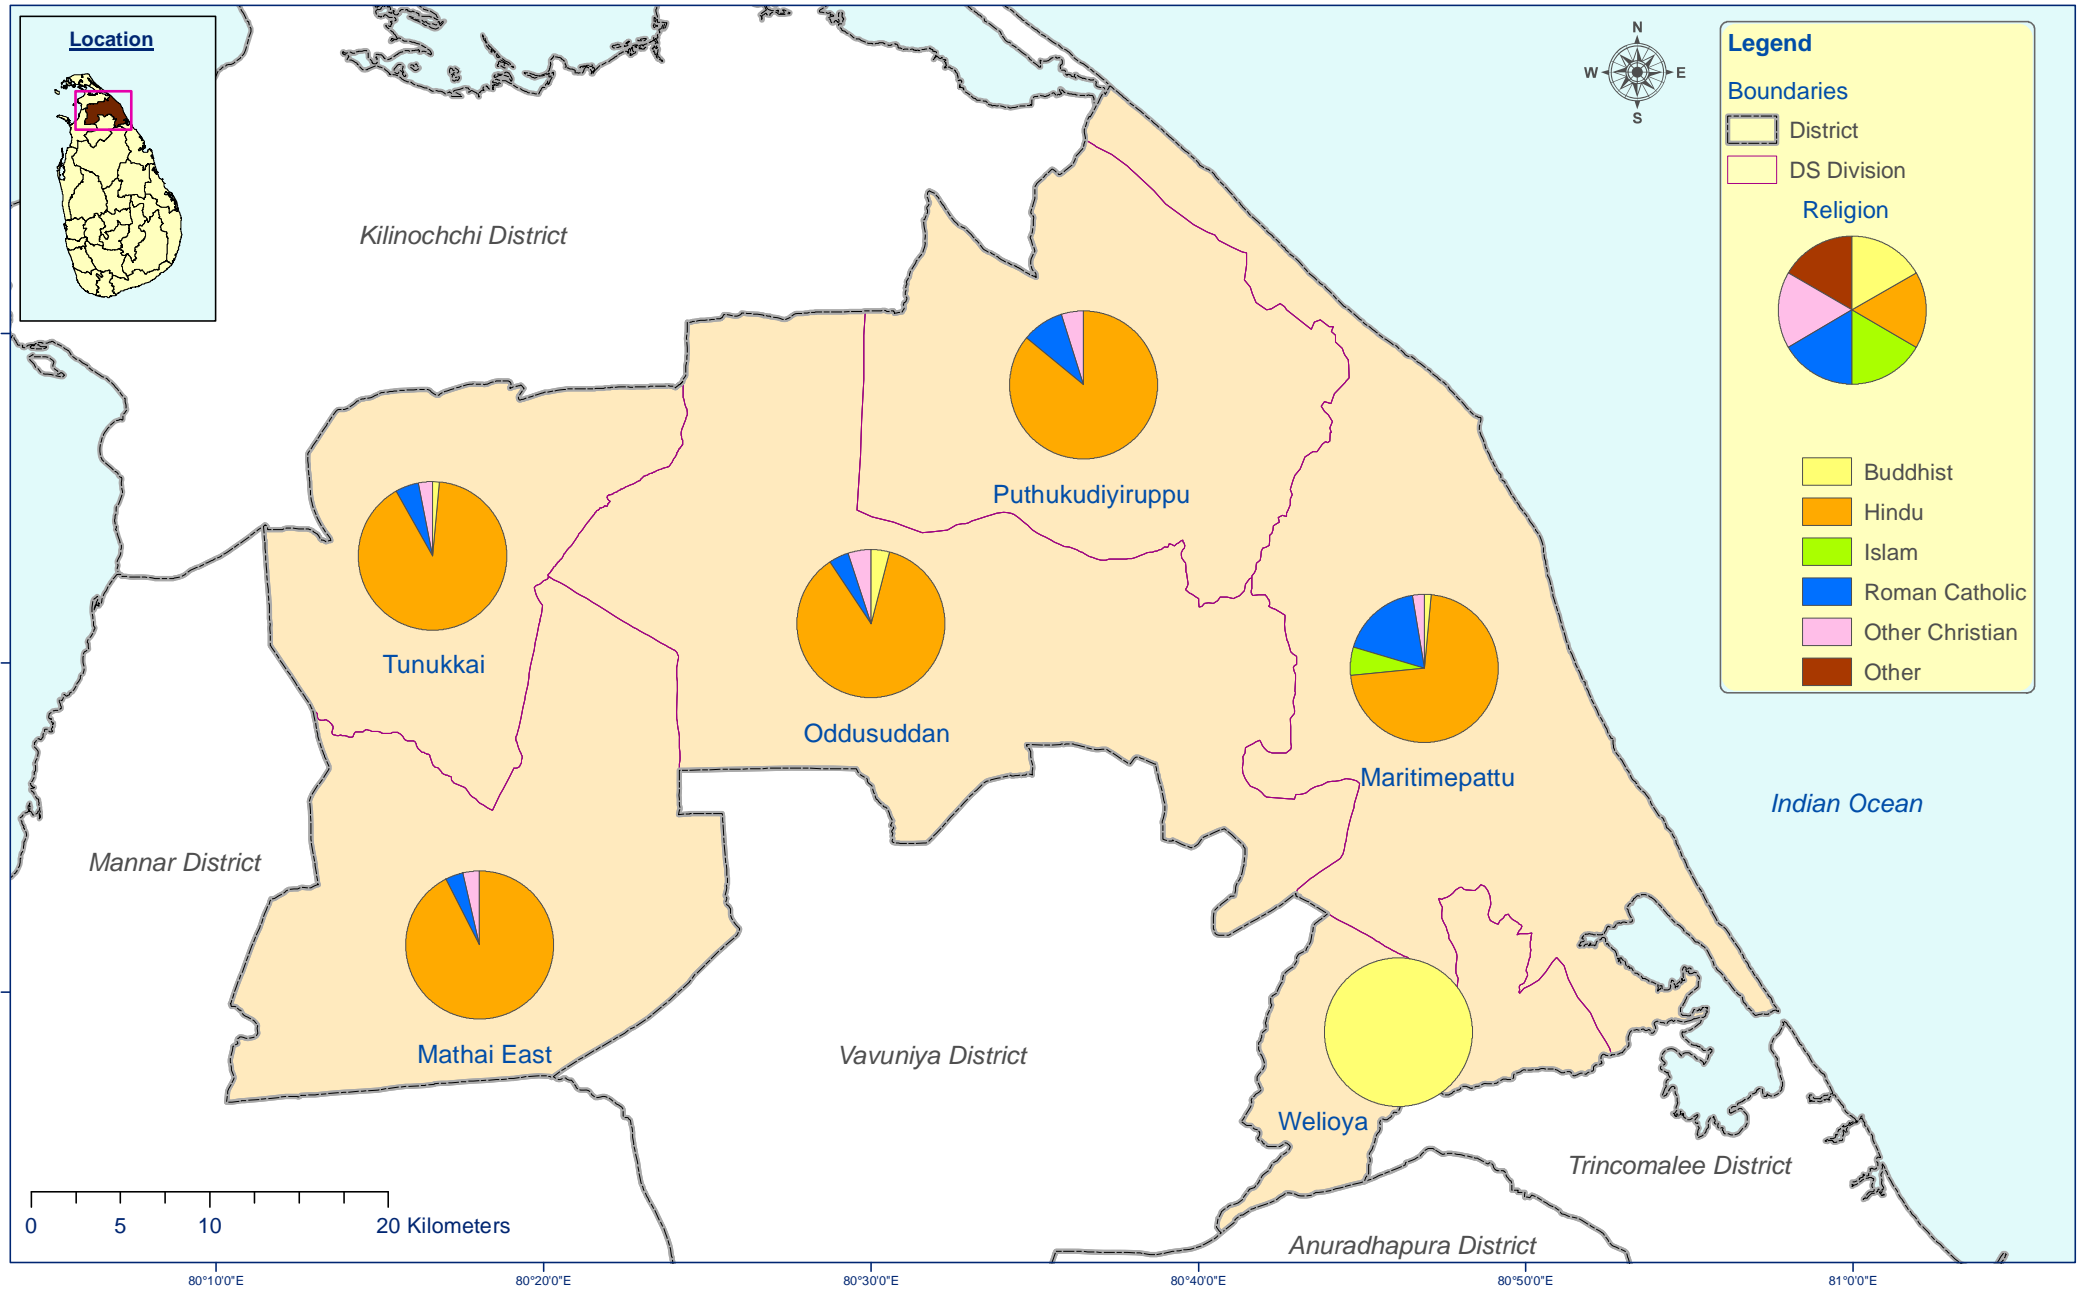 Location
N
W
E
S
Legend
Boundaries
District
DS Division
Religion
Buddhist
Hindu
Islam
Roman Catholic
Other Christian
Other
Kilinochchi District
Puthukudiyiruppu
Tunukkai
Oddusuddan
Maritimepattu
Indian Ocean
Mannar District
Mathai East
Vavuniya District
Welioya
Trincomalee District
Anuradhapura District
0 5 10 20 Kilometers
80°10'0"E 80°20'0"E 80°30'0"E 80°40'0"E 80°50'0"E 81°0'0"E